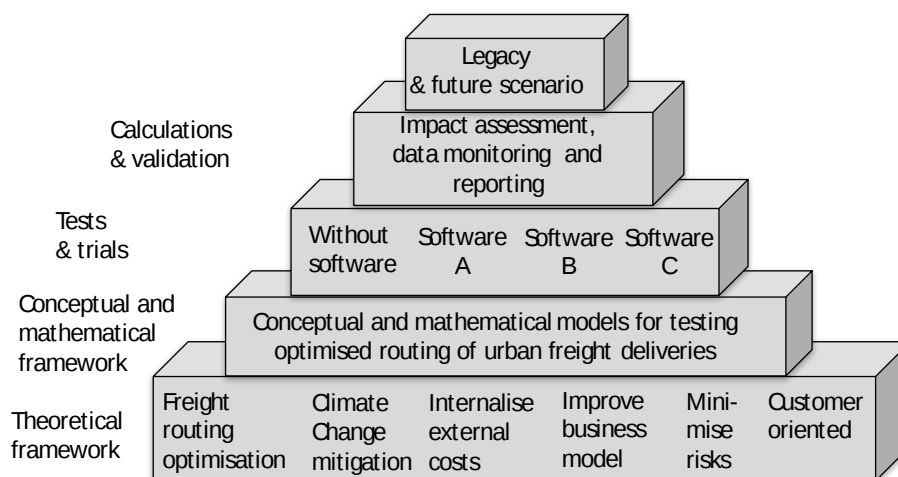 Legacy
& future scenario
Calculations
& validation
Impact assessment,
data monitoring and
reporting
Tests
& trials
Without
software
Software
A
Software
B
Software
C
Conceptual and
mathematical
framework
Conceptual and mathematical models for testing
optimised routing of urban freight deliveries
Theoretical
framework
Freight
routing
optimisation
Climate
Change
mitigation
Internalise
external
costs
Improve
business
model
Mini-
mise
risks
Customer
oriented